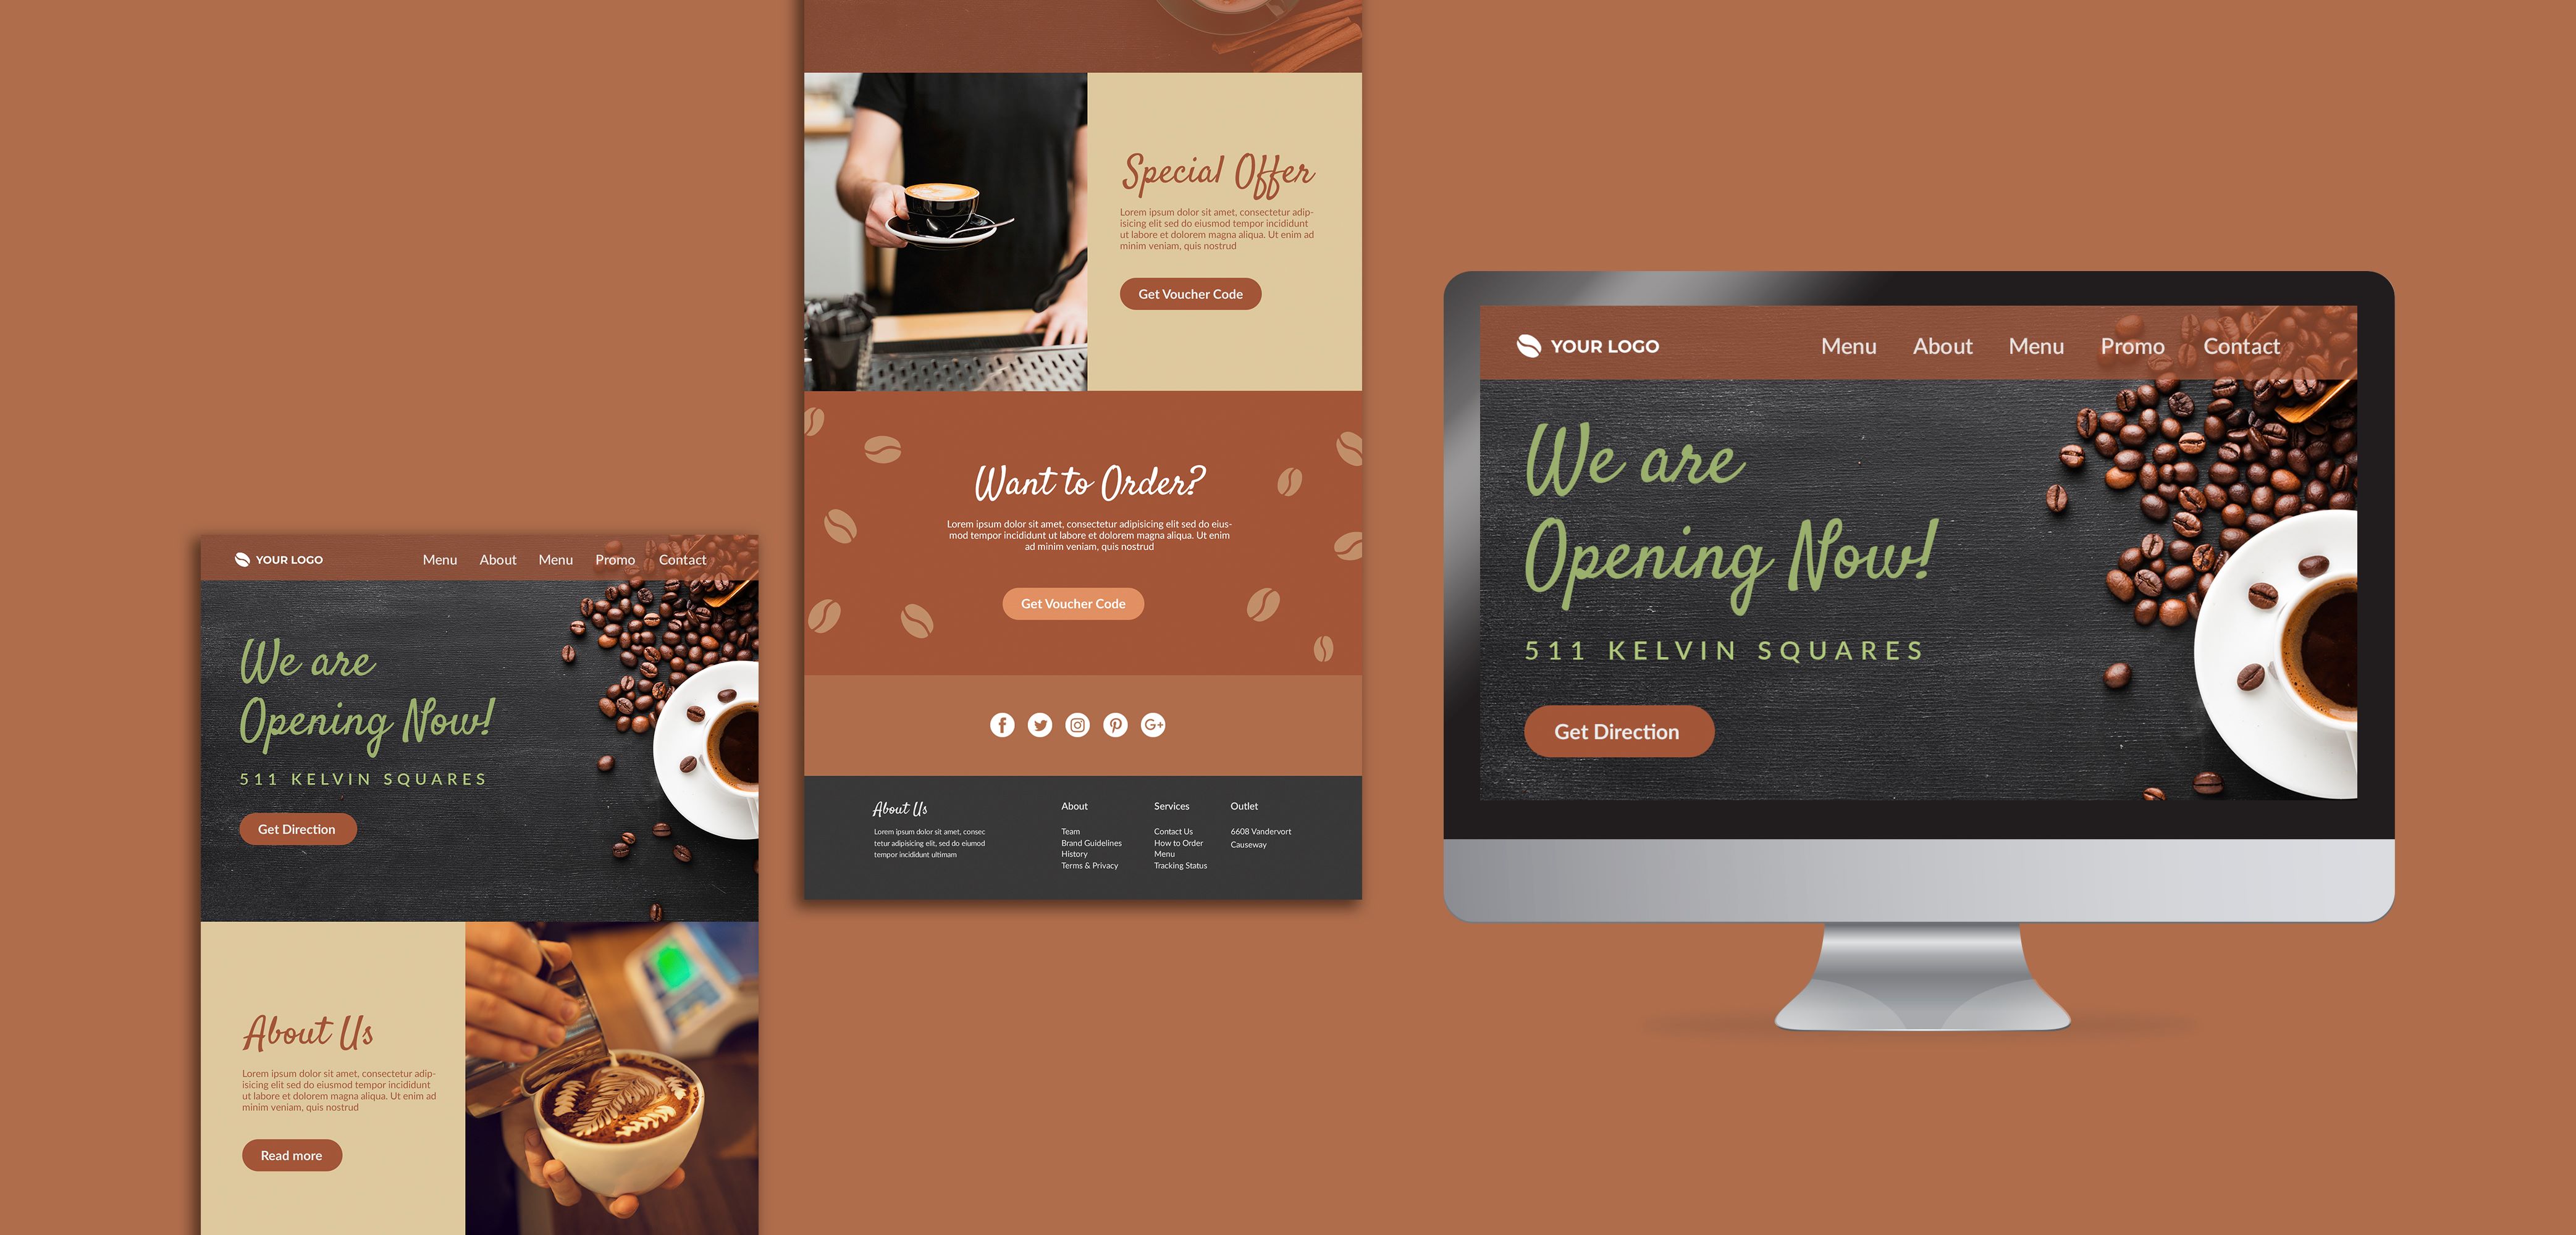 YOUR LOGO
Menu About Menu Promo Contact
We are
Opening Now!
511 KELVIN SQUARES
Get Direction
About Us
Lorem ipsum dolor sit amet, consectetur adip-
isicing elit sed do eiusmod tempor incididunt
ut labore et dolorem magna aliqua. Ut enim ad
minim veniam, quis nostrud
Read more
Special Offer
Lorem ipsum dolor sit amet, consectetur adip-
isicing elit sed do eiusmod tempor incididunt
ut labore et dolorem magna aliqua. Ut enim ad
minim veniam, quis nostrud
Get Voucher Code
Want to Order?
Lorem ipsum dolor sit amet, consectetur adipisicing elit sed do eius-
mod tempor incididunt ut labore et dolorem magna aliqua. Ut enim
ad minim veniam, quis nostrud
Get Voucher Code
f G+
About Us
Lorem ipsum dolor sit amet, consec
tetur adipisicing elit, sed do eiumod
tempor incididunt ultimam
About
Team
Brand Guidelines
History
Terms & Privacy
Services
Contact Us
How to Order
Menu
Tracking Status
Outlet
6608 Vandervort
Causeway
YOUR LOGO
Menu About Menu Promo Contact
We are
Opening Now!
511 KELVIN SQUARES
Get Direction